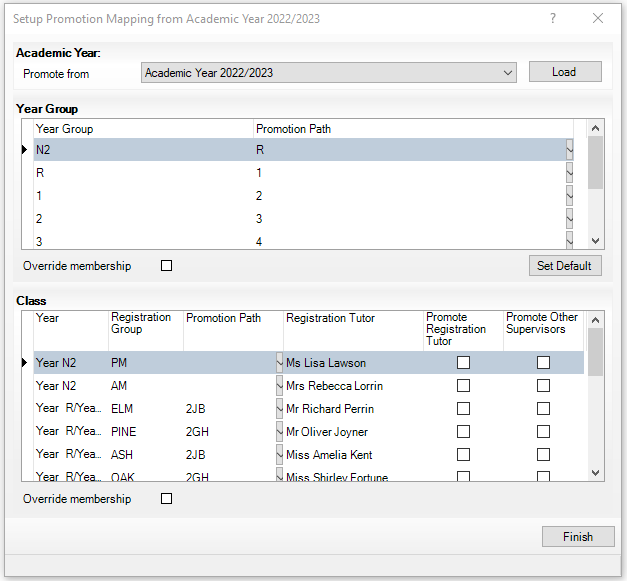 Setup Promotion Mapping from Academic Year 2022/2023 ?
Academic Year:
Promote from Academic Year 2022/2023 Load
Year Group
Year Group Promotion Path
N2 R
R 1
1 2
2 3
3 4
Override membership Set Default
Class
Year Registration Group Promotion Path Registration Tutor Promote Registration Tutor Promote Other Supervisors
Year N2 PM Ms Lisa Lawson
Year N2 AM Mrs Rebecca Lorrin
Year R/Yea... ELM 2JB Mr Richard Perrin
Year R/Yea... PINE 2GH Mr Oliver Joyner
Year R/Yea... ASH 2JB Miss Amelia Kent
Year R/Yea... OAK 2GH Miss Shirley Fortune
Override membership
Finish